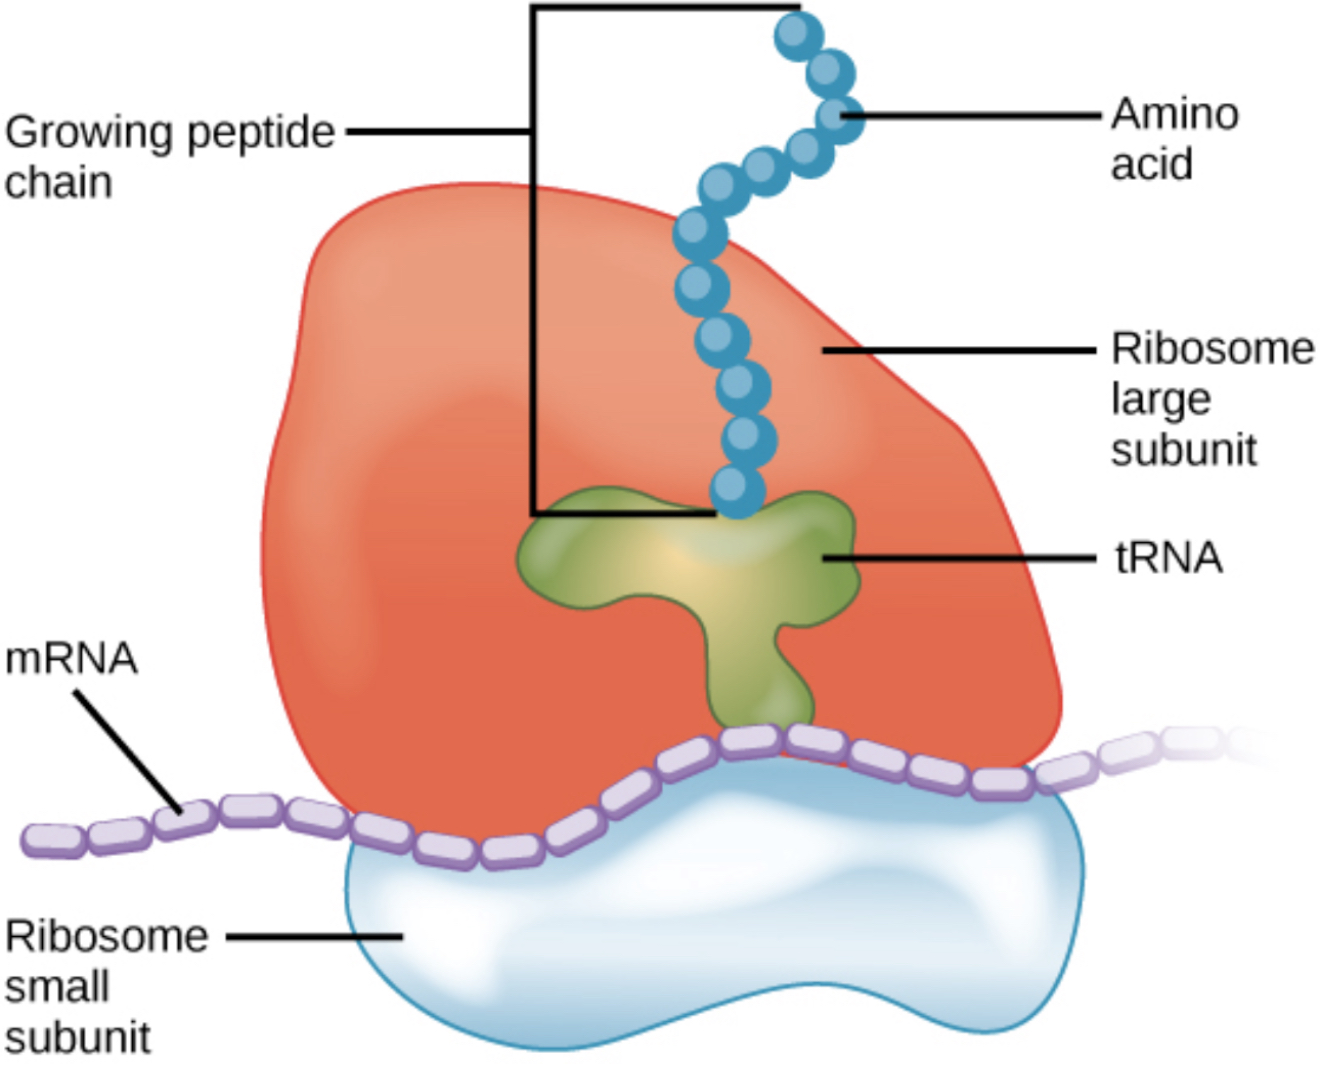 Growing peptide
chain
Amino
acid
Ribosome
large
subunit
tRNA
mRNA
Ribosome
small
subunit